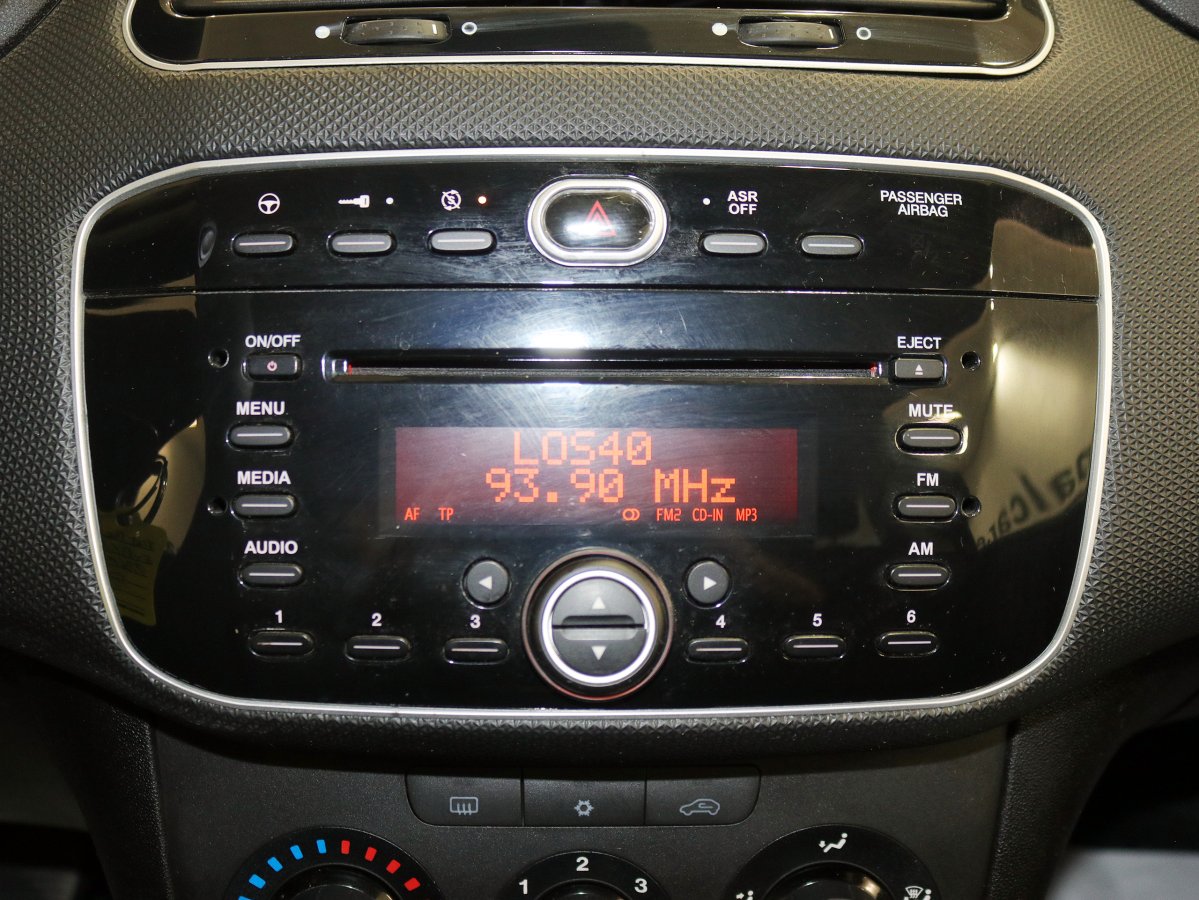 ASR
OFF
PASSENGER
AIRBAG
ON/OFF
EJECT
MENU
MUTE
MEDIA
FM
AUDIO
AM
LOS40
93.90 MHz
AF TP FM2 CD-IN MP3
1 2 3 4 5 6
1 2 3